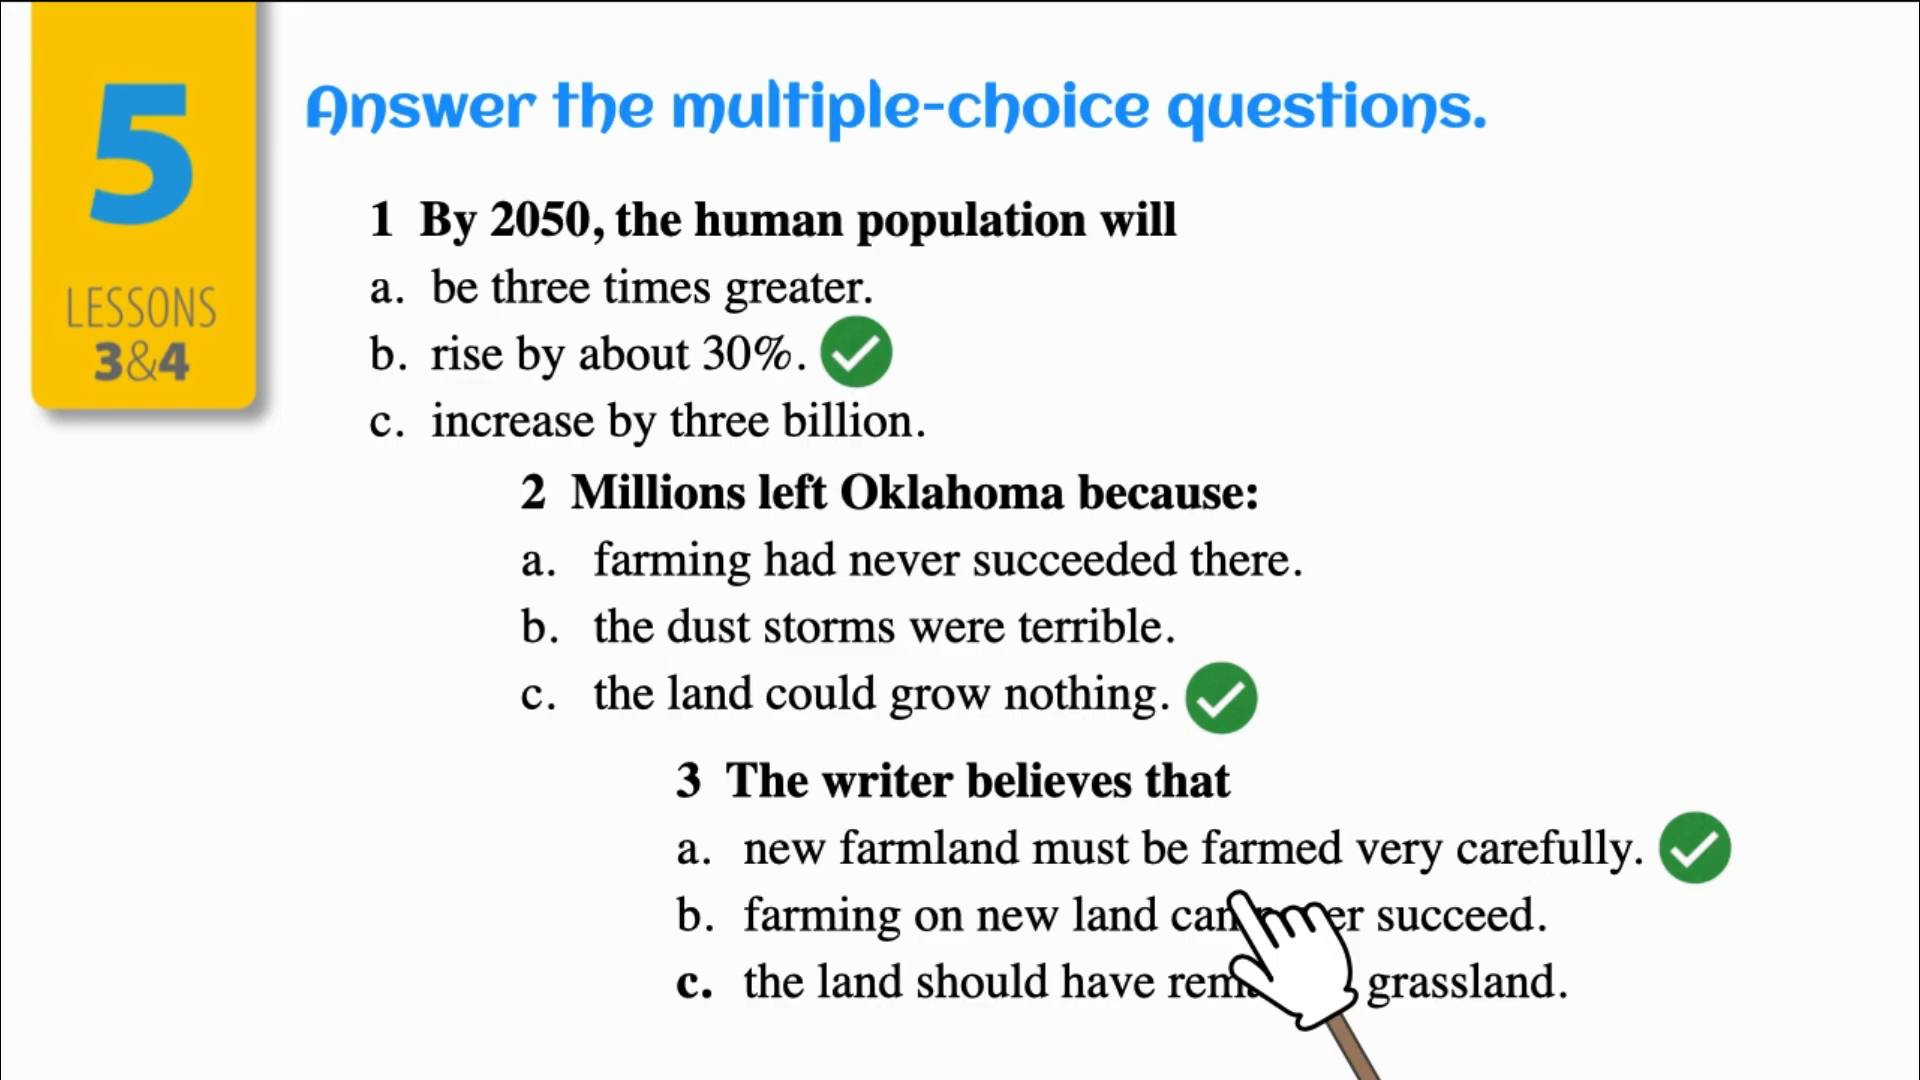 5
LESSONS
3&4
Answer the multiple-choice questions.
1 By 2050, the human population will
a. be three times greater.
b. rise by about 30%.
c. increase by three billion.
2 Millions left Oklahoma because:
a. farming had never succeeded there.
b. the dust storms were terrible.
c. the land could grow nothing.
3 The writer believes that
a. new farmland must be farmed very carefully.
b. farming on new land can succeed.
c. the land should have grassland.